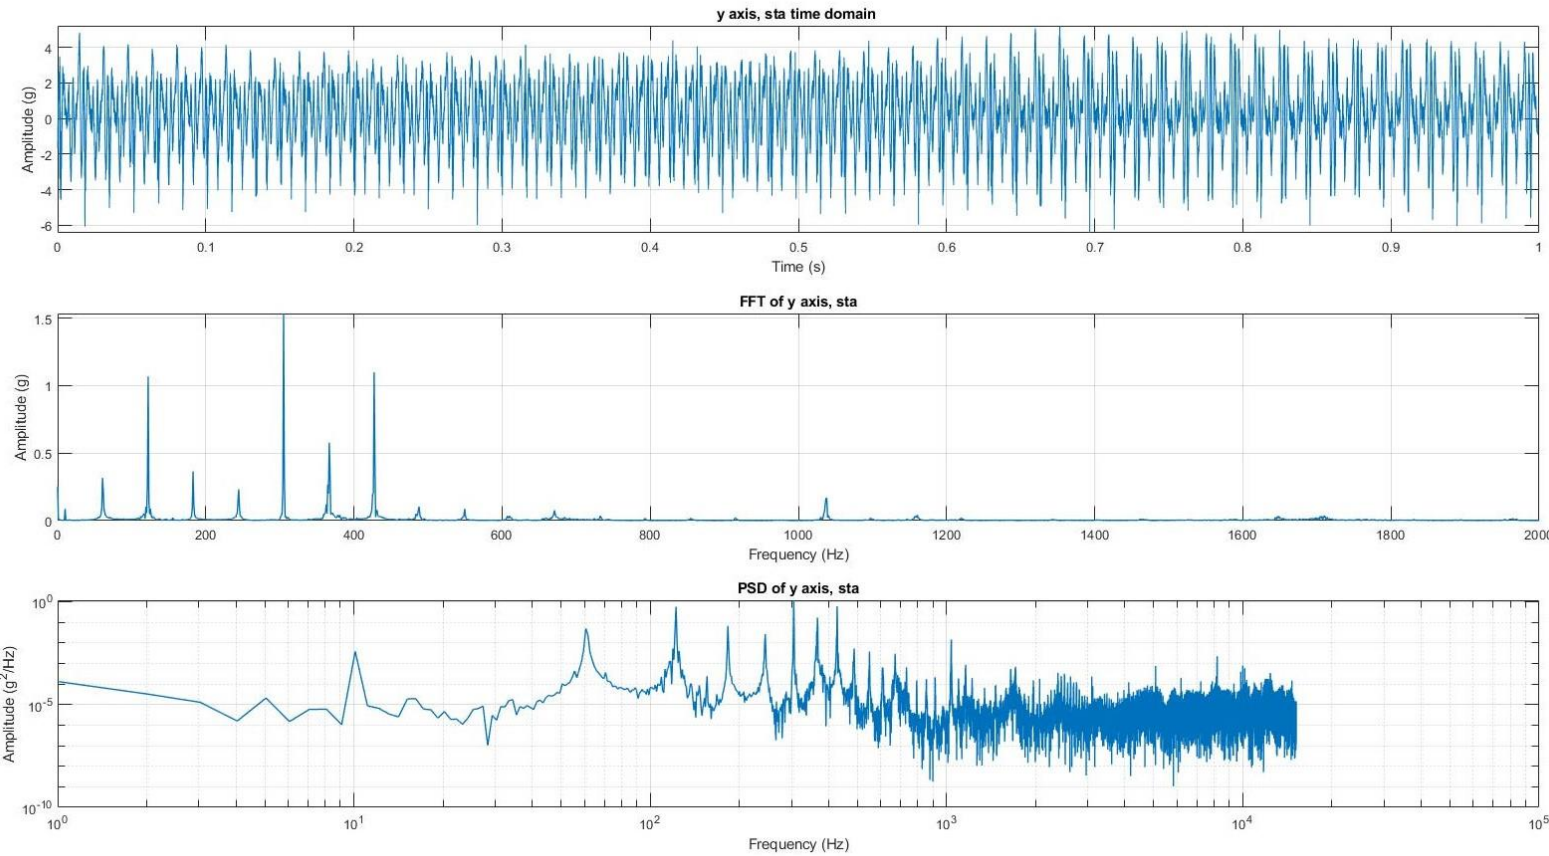 y axis, sta time domain
4
2
0
-2
-4
-6
Amplitude (g)
0 0.1 0.2 0.3 0.4 0.5 0.6 0.7 0.8 0.9 1
Time (s)
FFT of y axis, sta
1.5
1
0.5
0
Amplitude (g)
0 200 400 600 800 1000 1200 1400 1600 1800 2000
Frequency (Hz)
PSD of y axis, sta
10⁰
10⁻⁵
10⁻¹⁰
Amplitude (g²/Hz)
10⁰ 10¹ 10² 10³ 10⁴ 10⁵
Frequency (Hz)